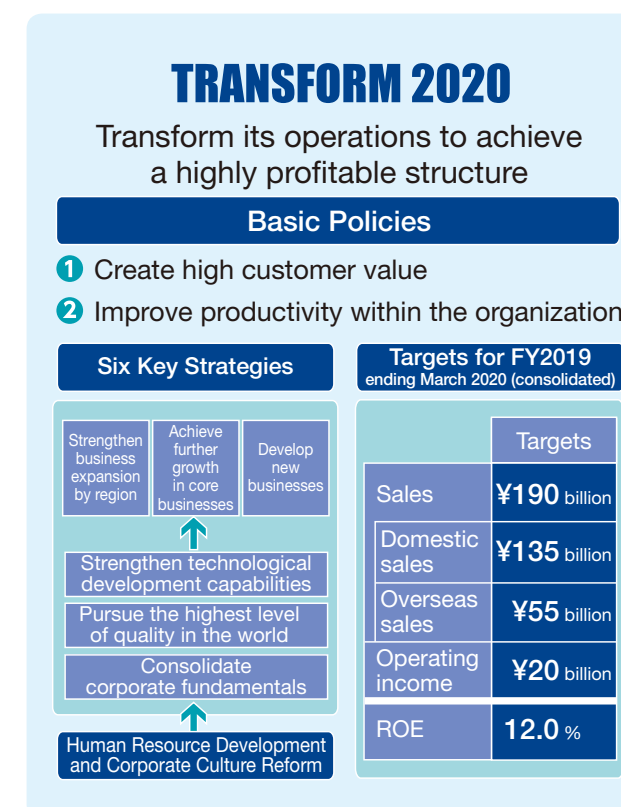 TRANSFORM 2020
Transform its operations to achieve
a highly profitable structure
Basic Policies
1 Create high customer value
2 Improve productivity within the organization
Six Key Strategies
Strengthen
business
expansion
by region
Achieve
further
growth
in core
businesses
Develop
new
businesses
Strengthen technological
development capabilities
Pursue the highest level
of quality in the world
Consolidate
corporate fundamentals
Human Resource Development
and Corporate Culture Reform
Targets for FY2019
ending March 2020 (consolidated)
Targets
Sales ¥190 billion
Domestic
sales ¥135 billion
Overseas
sales ¥55 billion
Operating
income ¥20 billion
ROE 12.0 %